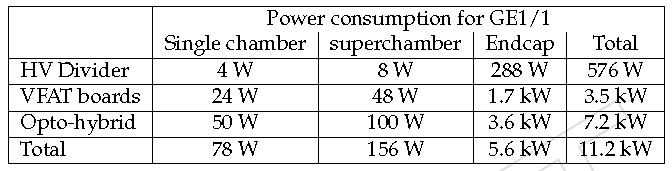 Power consumption for GE1/1
Single chamber superchamber Endcap Total
HV Divider 4 W 8 W 288 W 576 W
VFAT boards 24 W 48 W 1.7 kW 3.5 kW
Opto-hybrid 50 W 100 W 3.6 kW 7.2 kW
Total 78 W 156 W 5.6 kW 11.2 kW